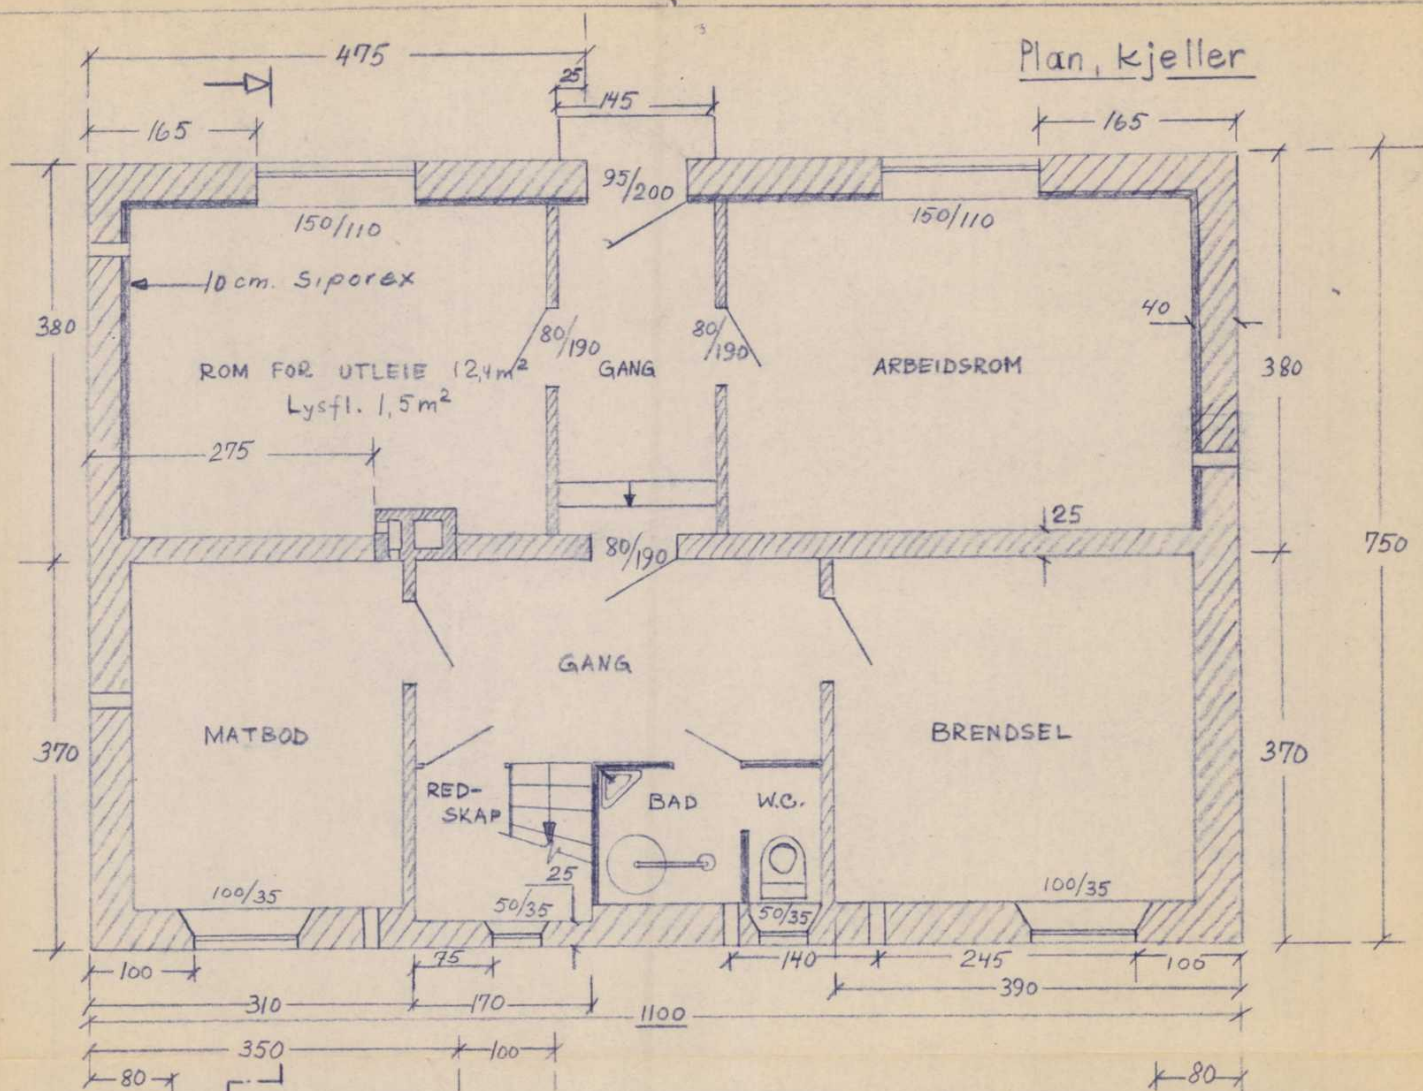 Plan, kjeller
475
25
145
165
165
95/200
150/110
150/110
10 cm. Siporex
40
380
80/190
80/190
380
ROM FOR UTLEIE 12,4m²
GANG
ARBEIDSROM
Lysfl. 1,5m²
275
25
80/190
750
GANG
MATBOD
BRENDSEL
370
370
RED-
SKAP
BAD
W.C.
25
100/35
50/35
50/35
100/35
100
75
140
245
100
310
170
390
1100
350
100
80
80